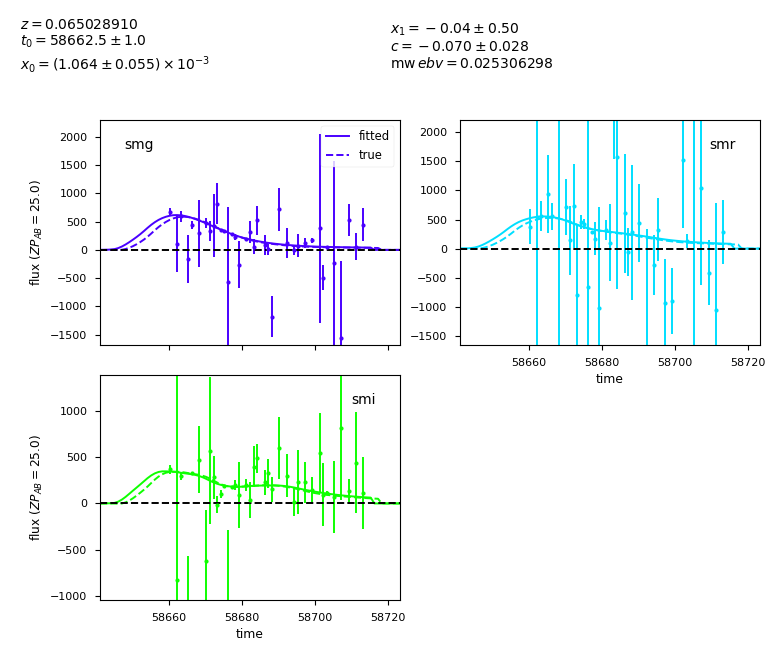 z = 0.065028910
t₀ = 58662.5 ± 1.0
x₀ = (1.064 ± 0.055) × 10⁻³
x₁ = −0.04 ± 0.50
c = −0.070 ± 0.028
mw ebv = 0.025306298
smg
fitted
true
2000
1500
1000
500
0
−500
−1000
−1500
flux (ZP_AB = 25.0)
smr
2000
1500
1000
500
0
−500
−1000
−1500
58660 58680 58700 58720
time
smi
1000
500
0
−500
−1000
flux (ZP_AB = 25.0)
58660 58680 58700 58720
time